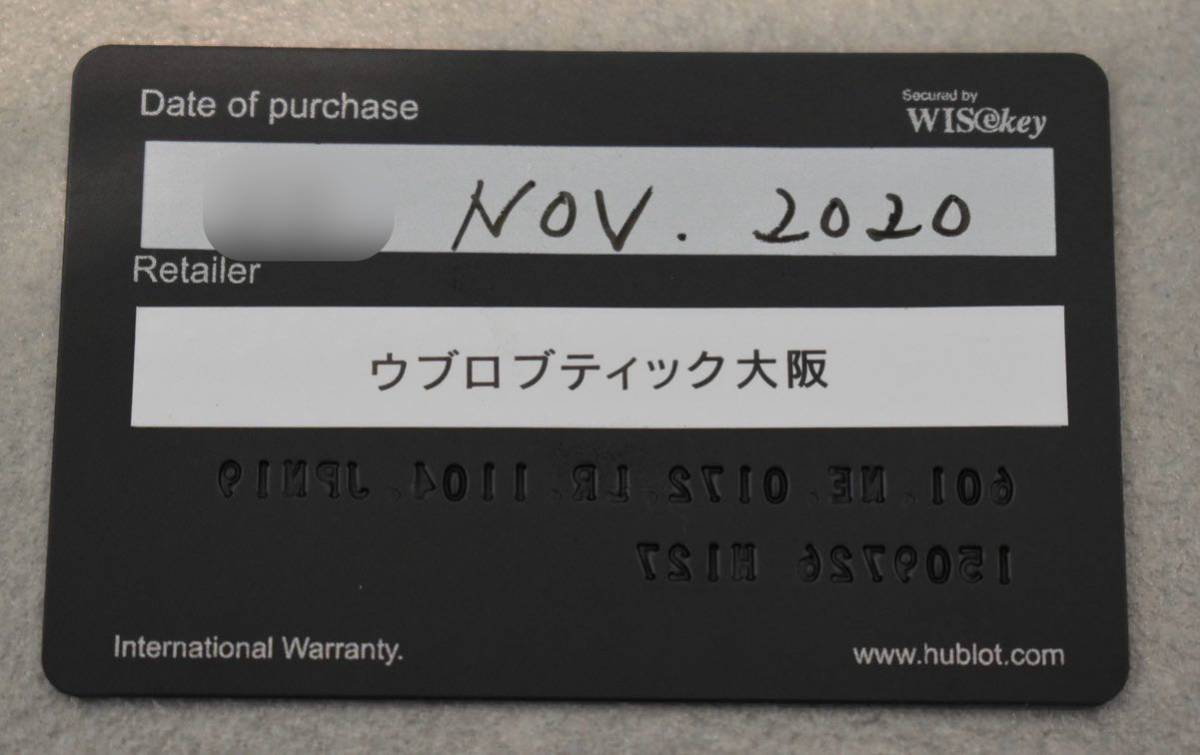 Date of purchase
Secured by
WISekey
NOV. 2020
Retailer
ウブロブティック大阪
601.NE.0172.LR.1104.JPN19
1509726 H127
International Warranty.
www.hublot.com